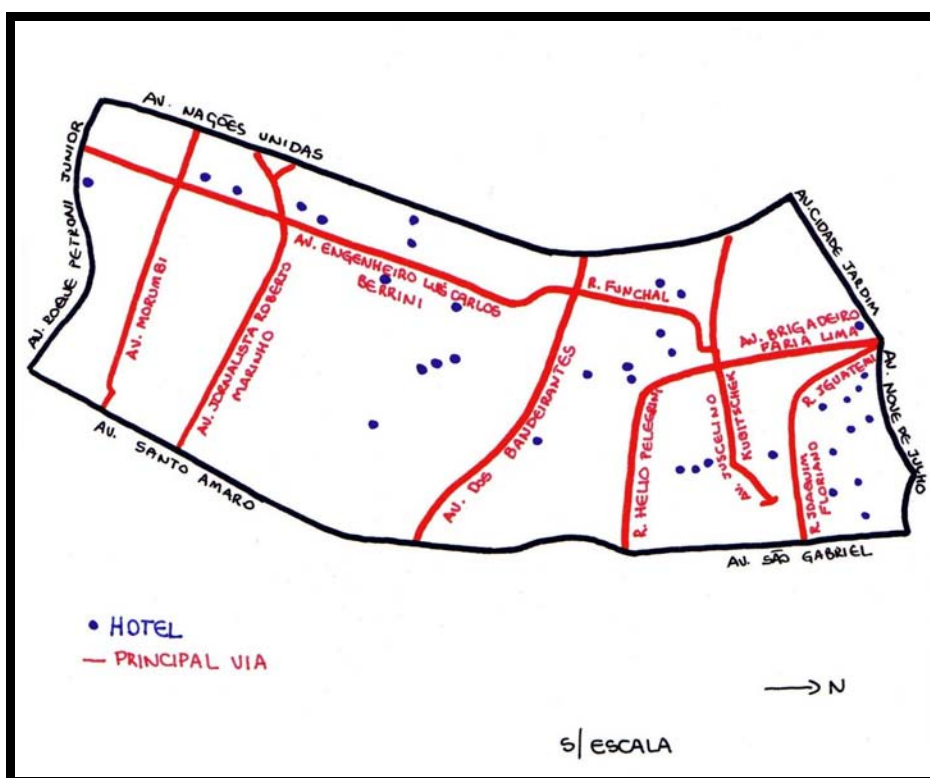 AV. NAÇÕES UNIDAS
AV. ROQUE PETRONI JUNIOR
AV. MORUMBI
AV. JORNALISTA ROBERTO
MARINHO
AV. ENGENHEIRO LUÍS CARLOS
BERRINI
AV. SANTO AMARO
AV. DOS BANDEIRANTES
R. FUNCHAL
AV. CIDADE JARDIM
AV. BRIGADEIRO
FARIA LIMA
R. IGUATEMI
AV. NOVE DE JULHO
R. HELIO PELEGRINI
AV. JUSCELINO
KUBITSCHEK
R. JOAQUIM
FLORIANO
AV. SÃO GABRIEL
HOTEL
PRINCIPAL VIA
N
S/ ESCALA